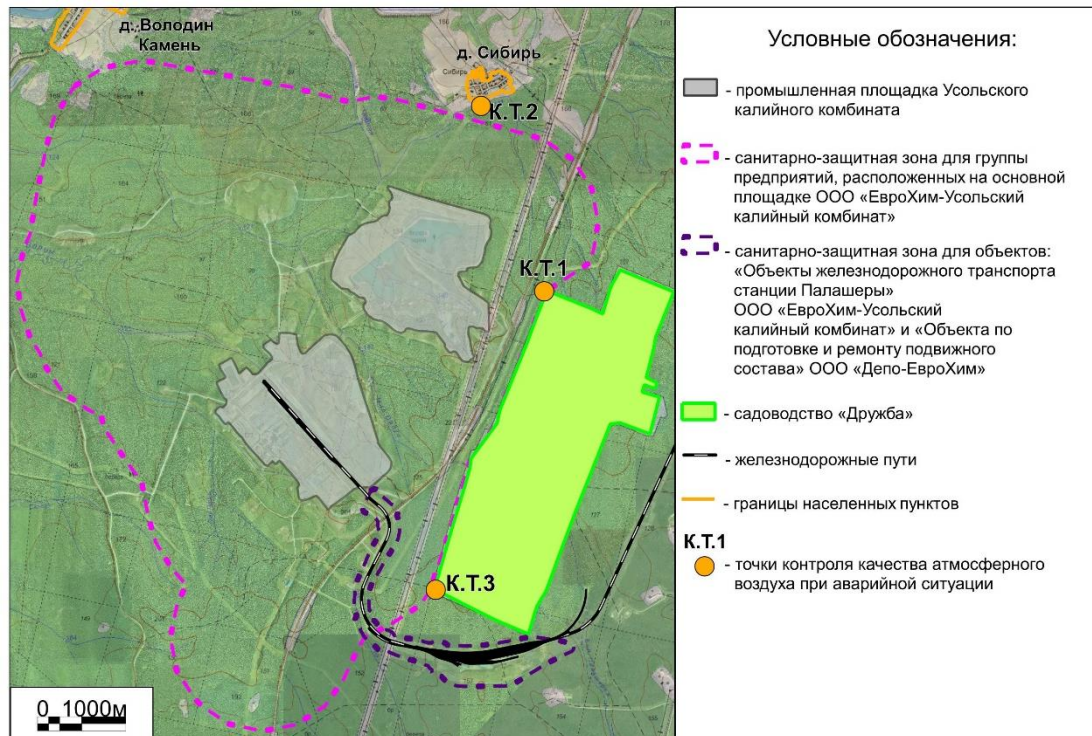 д. Володин
Камень
д. Сибирь
Сибирь
К.Т.2
К.Т.1
К.Т.3
0 1000м
Условные обозначения:
- промышленная площадка Усольского
калийного комбината
- санитарно-защитная зона для группы
предприятий, расположенных на основной
площадке ООО «ЕвроХим-Усольский
калийный комбинат»
- санитарно-защитная зона для объектов:
«Объекты железнодорожного транспорта
станции Палашеры»
ООО «ЕвроХим-Усольский
калийный комбинат» и «Объекта по
подготовке и ремонту подвижного
состава» ООО «Депо-ЕвроХим»
- садоводство «Дружба»
- железнодорожные пути
- границы населенных пунктов
К.Т.1
- точки контроля качества атмосферного
воздуха при аварийной ситуации